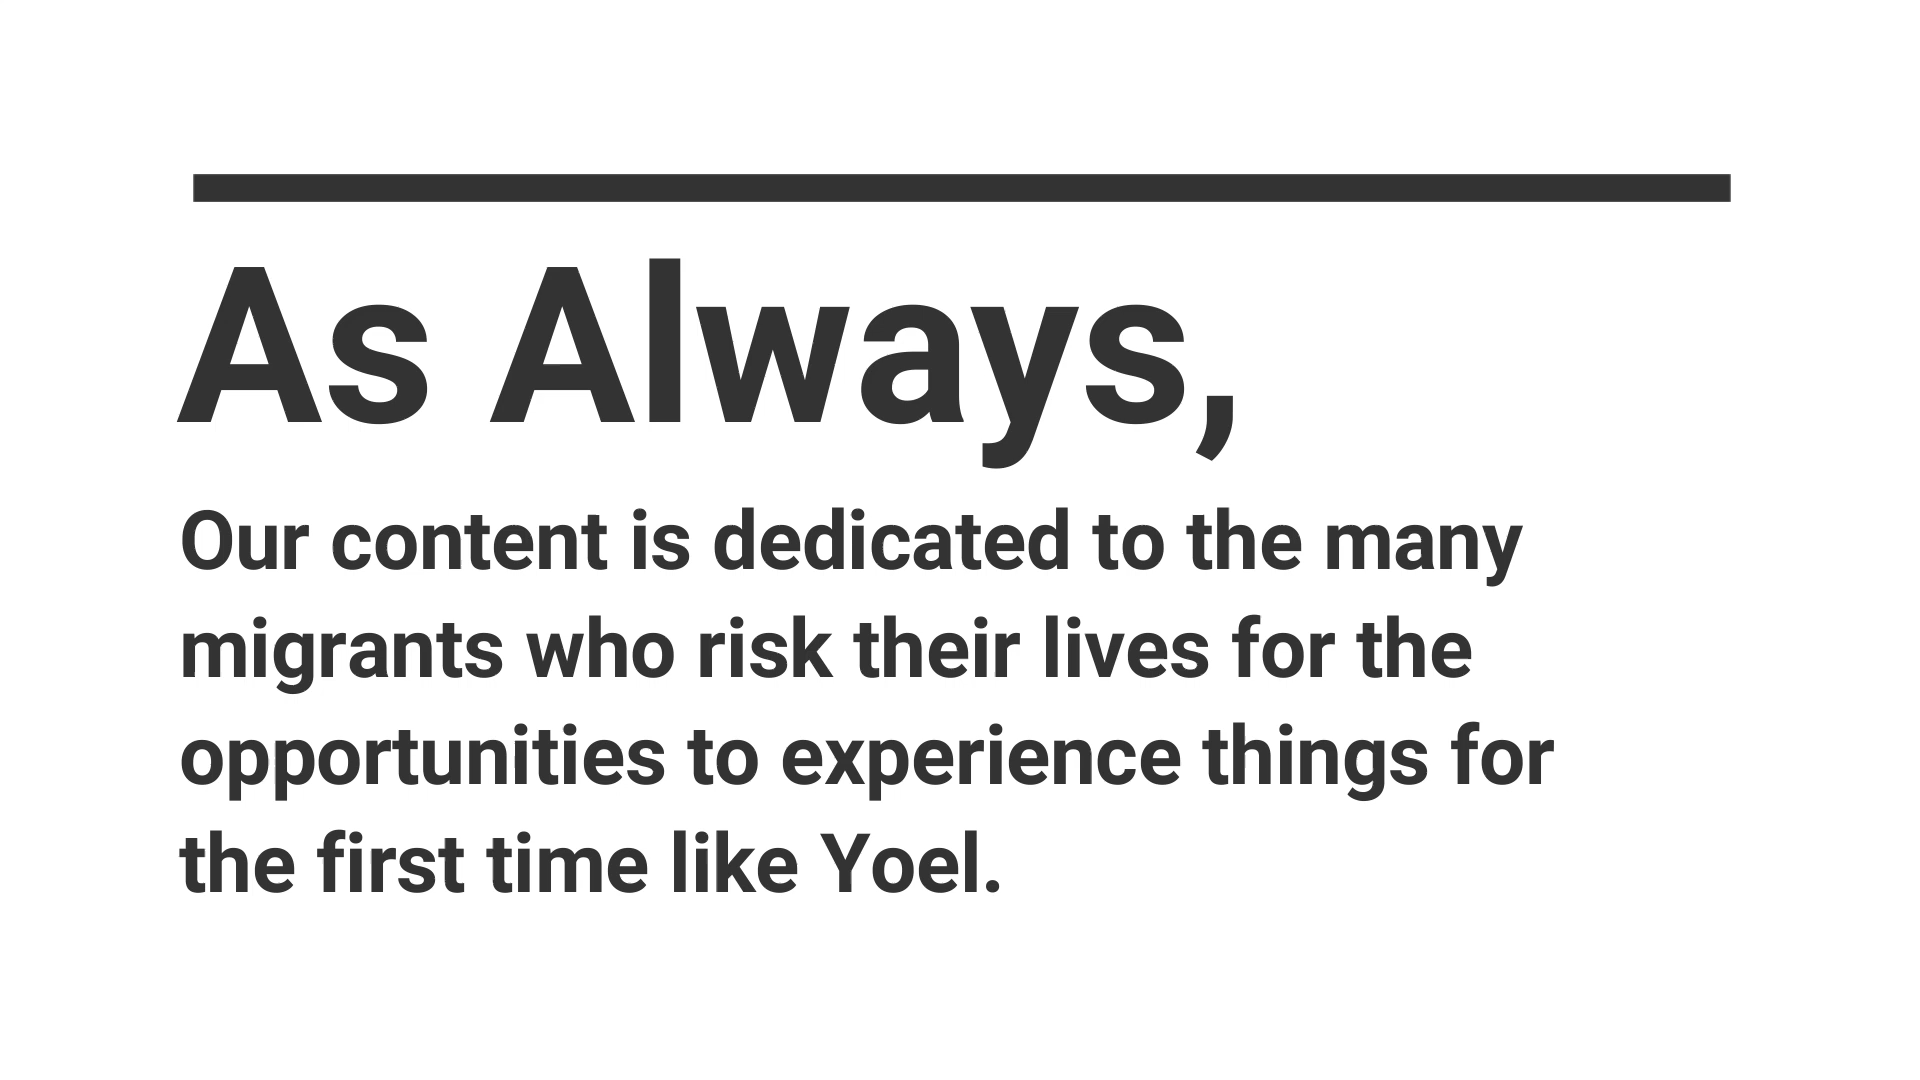 As Always,
Our content is dedicated to the many
migrants who risk their lives for the
opportunities to experience things for
the first time like Yoel.